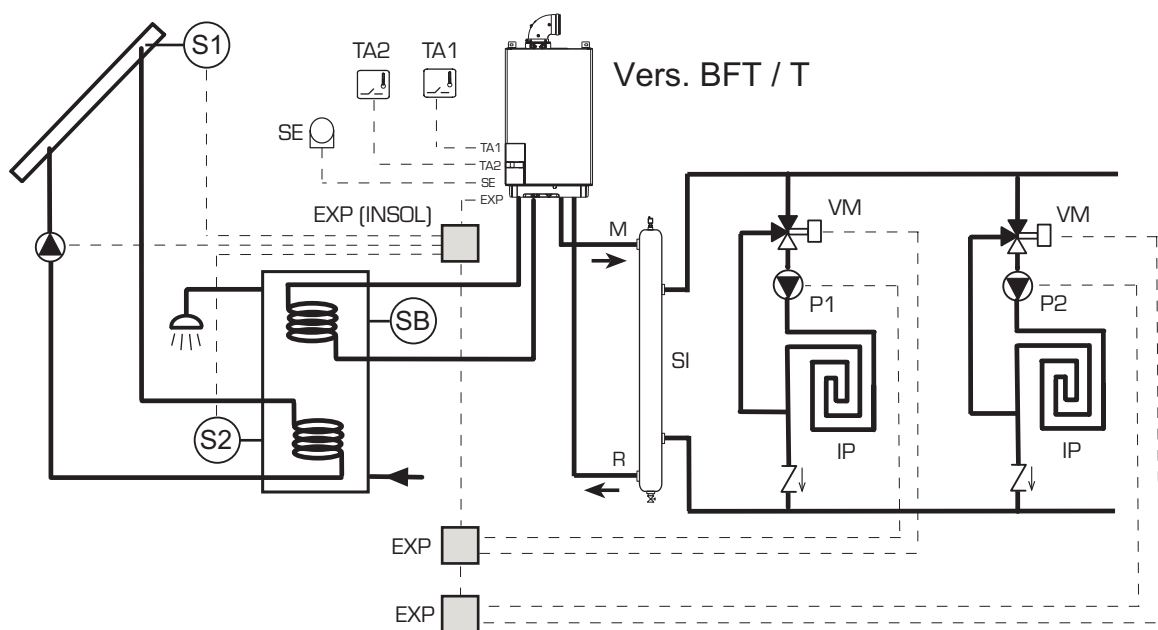 S1
TA2
TA1
Vers. BFT / T
SE
TA1
TA2
SE
EXP
EXP (INSOL)
M
VM
VM
SB
P1
P2
SI
S2
R
IP
IP
EXP
EXP